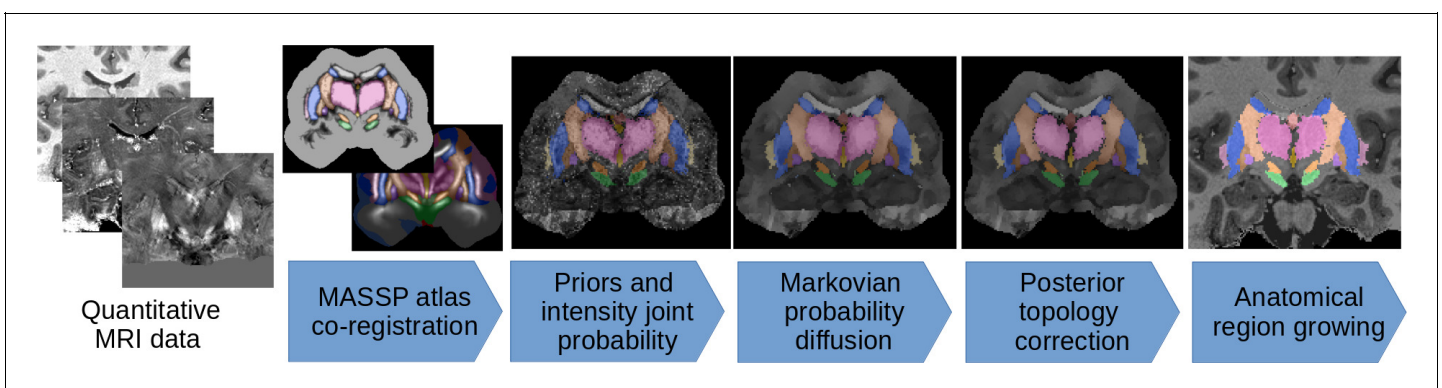 Quantitative
MRI data
MASSP atlas
co-registration
Priors and
intensity joint
probability
Markovian
probability
diffusion
Posterior
topology
correction
Anatomical
region growing